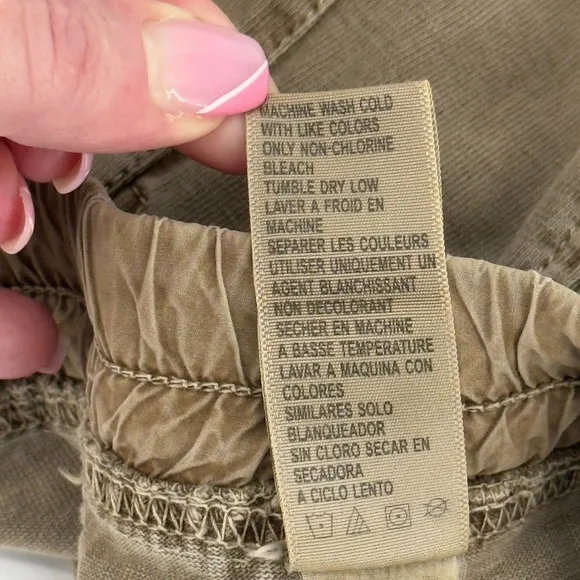 MACHINE WASH COLD
WITH LIKE COLORS
ONLY NON-CHLORINE
BLEACH
TUMBLE DRY LOW
LAVER A FROID EN
MACHINE
SEPARER LES COULEURS
UTILISER UNIQUEMENT UN
AGENT BLANCHISSANT
NON DECOLORANT
SECHER EN MACHINE
A BASSE TEMPERATURE
LAVAR A MAQUINA CON
COLORES
SIMILARES SOLO
BLANQUEADOR
SIN CLORO SECAR EN
SECADORA
A CICLO LENTO